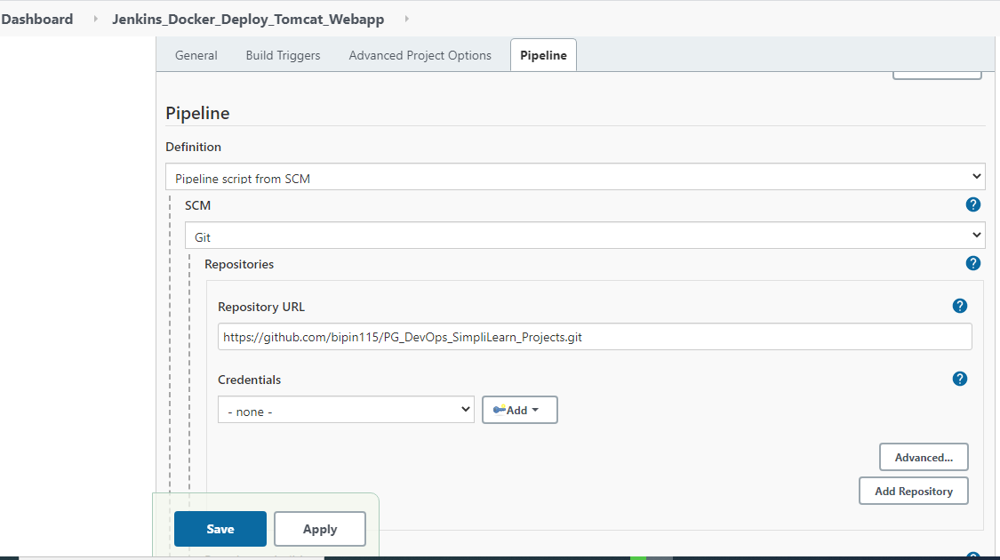 Dashboard Jenkins_Docker_Deploy_Tomcat_Webapp
General Build Triggers Advanced Project Options Pipeline
Pipeline
Definition
Pipeline script from SCM
SCM
?
Git
Repositories
?
Repository URL
?
https://github.com/bipin115/PG_DevOps_SimpliLearn_Projects.git
Credentials
?
- none -
Add
Advanced...
Add Repository
Save Apply